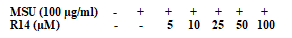 MSU (100 µg/ml) - + + + + + +
R14 (µM) - - 5 10 25 50 100